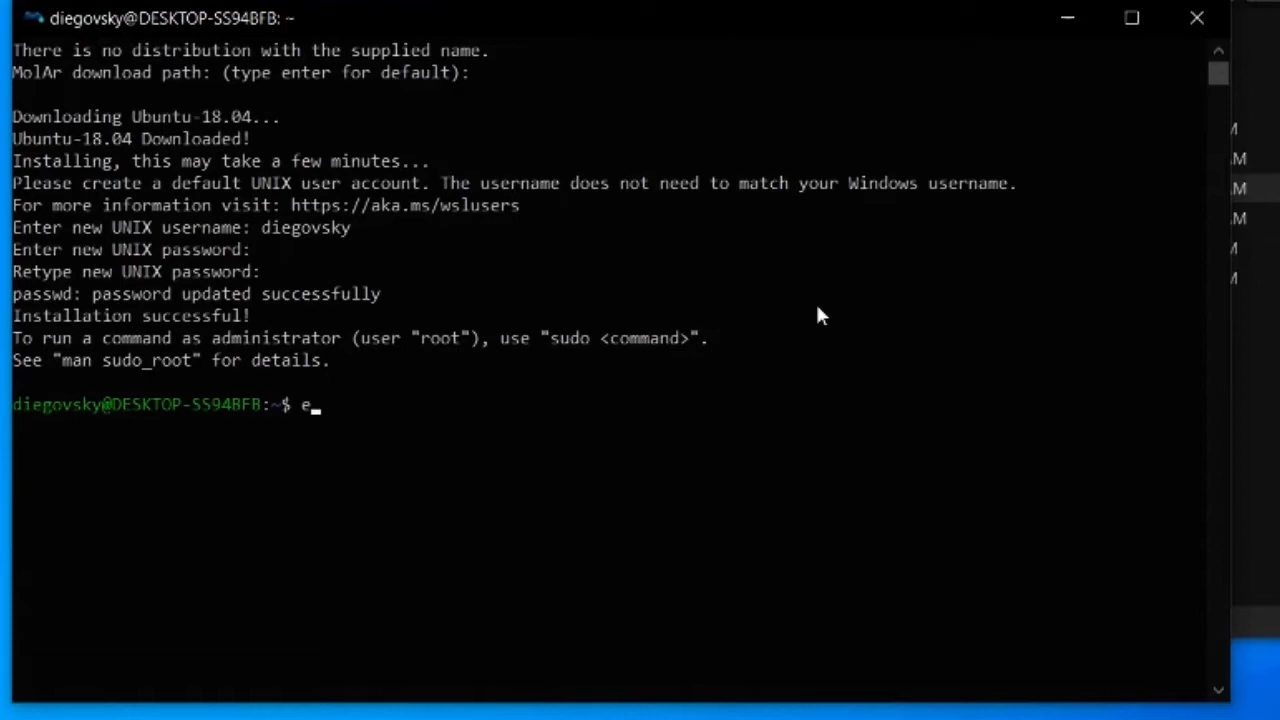 diegovsky@DESKTOP-SS94BFB: ~
There is no distribution with the supplied name.
MolAr download path: (type enter for default):
Downloading Ubuntu-18.04...
Ubuntu-18.04 Downloaded!
Installing, this may take a few minutes...
Please create a default UNIX user account. The username does not need to match your Windows username.
For more information visit: https://aka.ms/wslusers
Enter new UNIX username: diegovsky
Enter new UNIX password:
Retype new UNIX password:
passwd: password updated successfully
Installation successful!
To run a command as administrator (user "root"), use "sudo <command>".
See "man sudo_root" for details.
diegovsky@DESKTOP-SS94BFB:~$ e_
M
AM
AM
AM
M
M